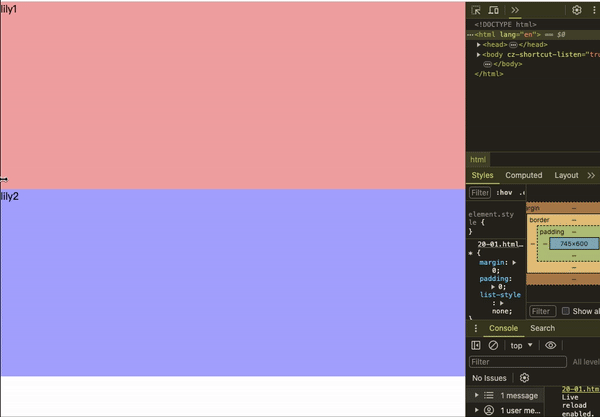 lily1
lily2
<!DOCTYPE html>
<html lang="en"> == $0
<head> … </head>
<body cz-shortcut-listen="tru
… </body>
</html>
html
Styles Computed Layout
Filter :hov
element.sty
le {
}
20-01.html…
* {
margin:
0;
padding:
0;
list-style
:
none;
}
border
padding
745×600
Filter Show al
Console Search
top
Filter All level
No Issues
1 message
1 user me…
20-01.htm
Live
reload
enabled.